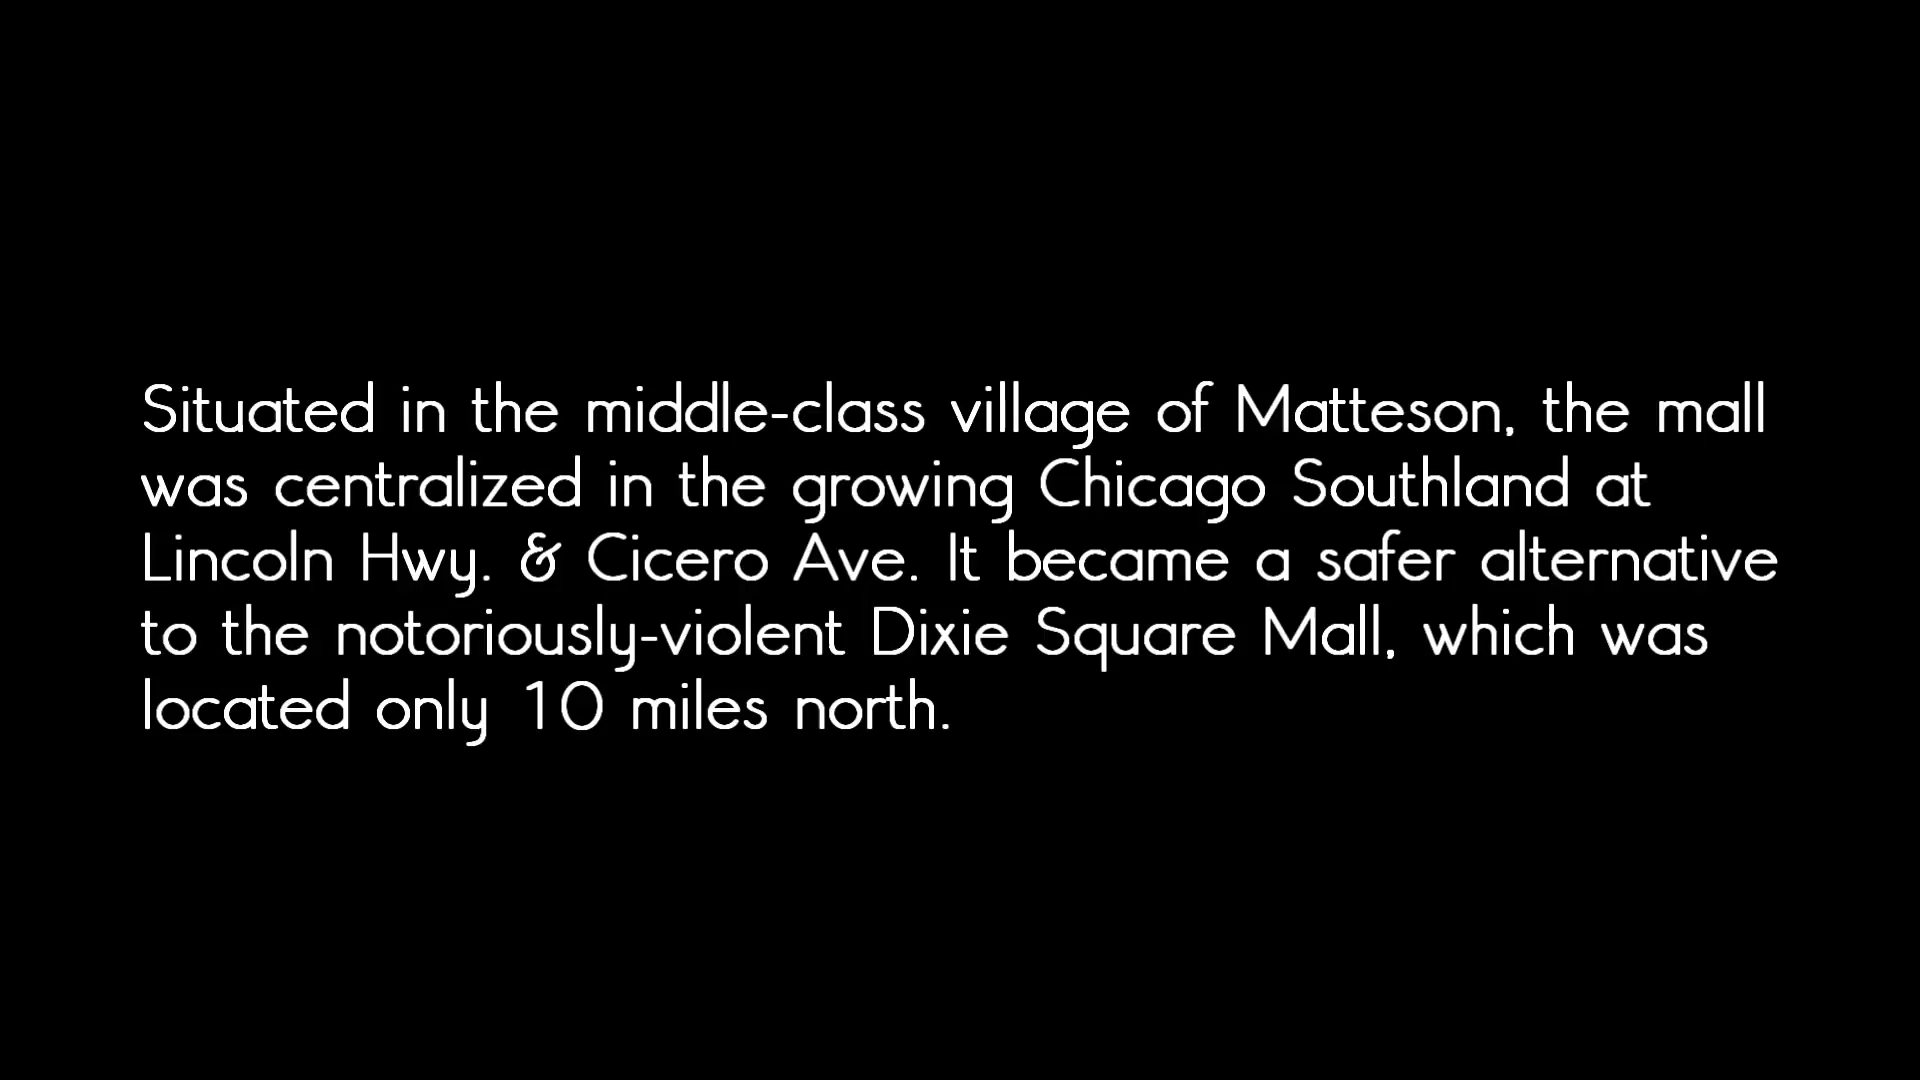 Situated in the middle-class village of Matteson, the mall
was centralized in the growing Chicago Southland at
Lincoln Hwy. & Cicero Ave. It became a safer alternative
to the notoriously-violent Dixie Square Mall, which was
located only 10 miles north.